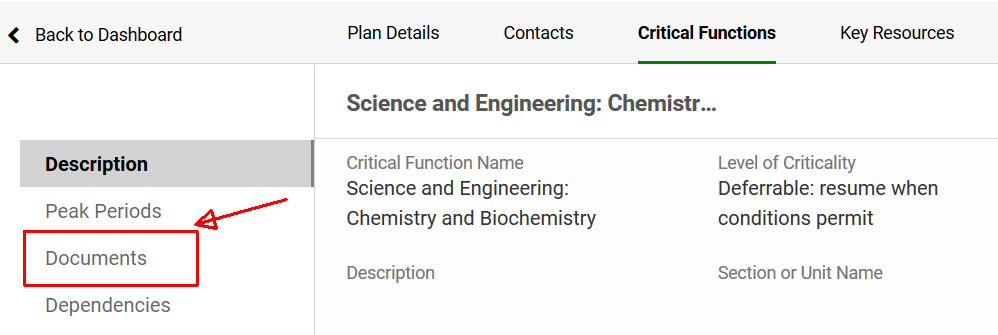 Back to Dashboard
Plan Details
Contacts
Critical Functions
Key Resources
Description
Peak Periods
Documents
Dependencies
Science and Engineering: Chemistr...
Critical Function Name
Science and Engineering:
Chemistry and Biochemistry
Level of Criticality
Deferrable: resume when
conditions permit
Description
Section or Unit Name